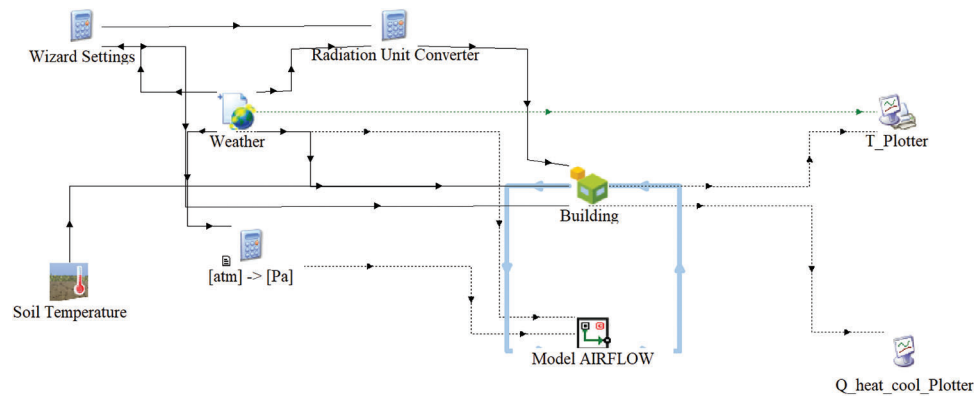 Wizard Settings
Radiation Unit Converter
Weather
T_Plotter
Building
[atm] -> [Pa]
Soil Temperature
Model AIRFLOW
Q_heat_cool_Plotter